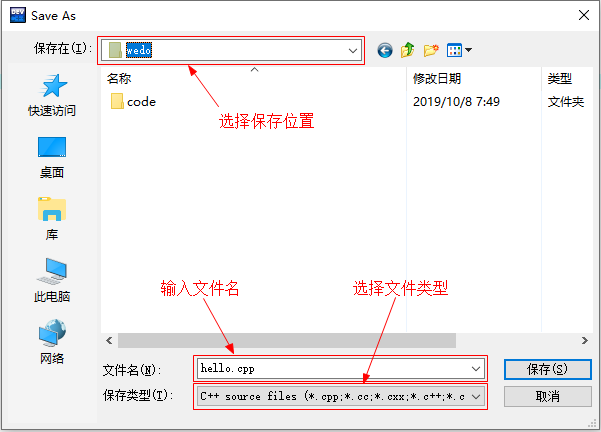 DEV
Save As
保存在(I):
wedo
名称
修改日期
类型
code
2019/10/8 7:49
文件夹
快速访问
桌面
库
此电脑
网络
选择保存位置
输入文件名
选择文件类型
文件名(N):
hello.cpp
保存(S)
保存类型(T):
C++ source files (*.cpp;*.cc;*.cxx;*.c++;*.c
取消